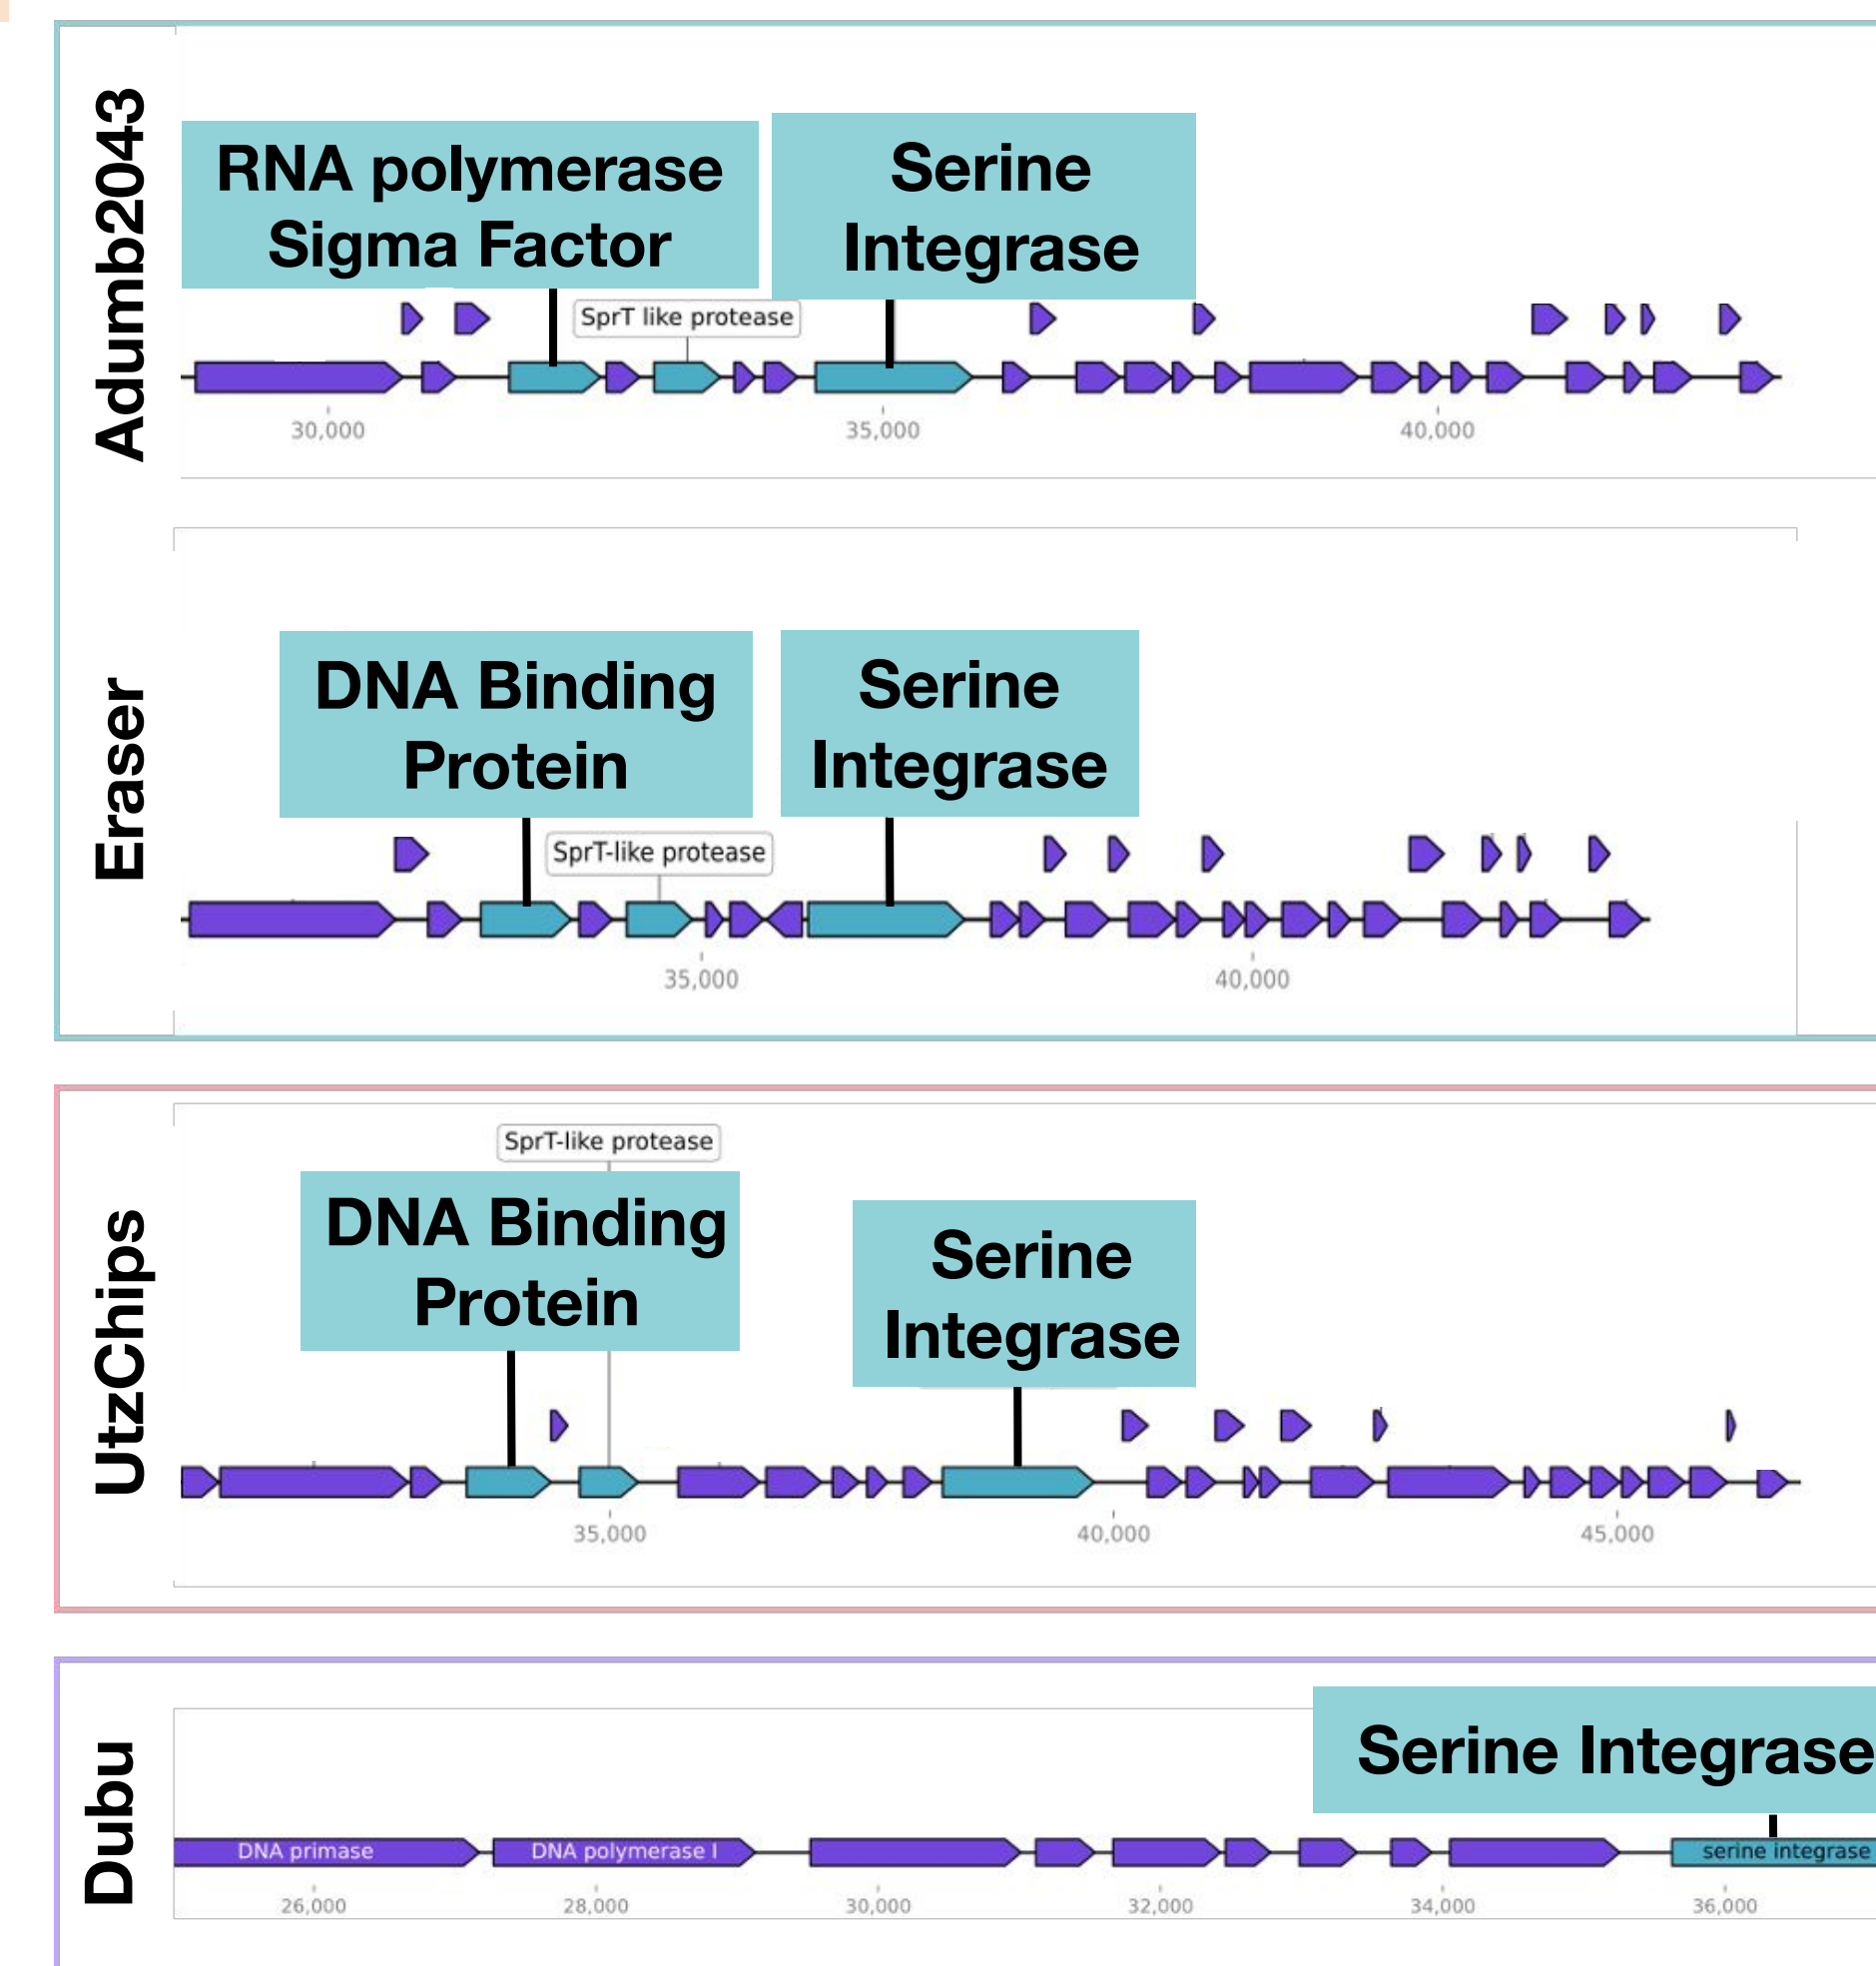 Adumb2043
RNA polymerase
Sigma Factor
Serine
Integrase
SprT like protease
30,000
35,000
40,000
Eraser
DNA Binding
Protein
Serine
Integrase
SprT-like protease
35,000
40,000
UtzChips
SprT-like protease
DNA Binding
Protein
Serine
Integrase
35,000
40,000
45,000
Dubu
Serine Integrase
DNA primase
DNA polymerase I
serine integrase
26,000
28,000
30,000
32,000
34,000
36,000